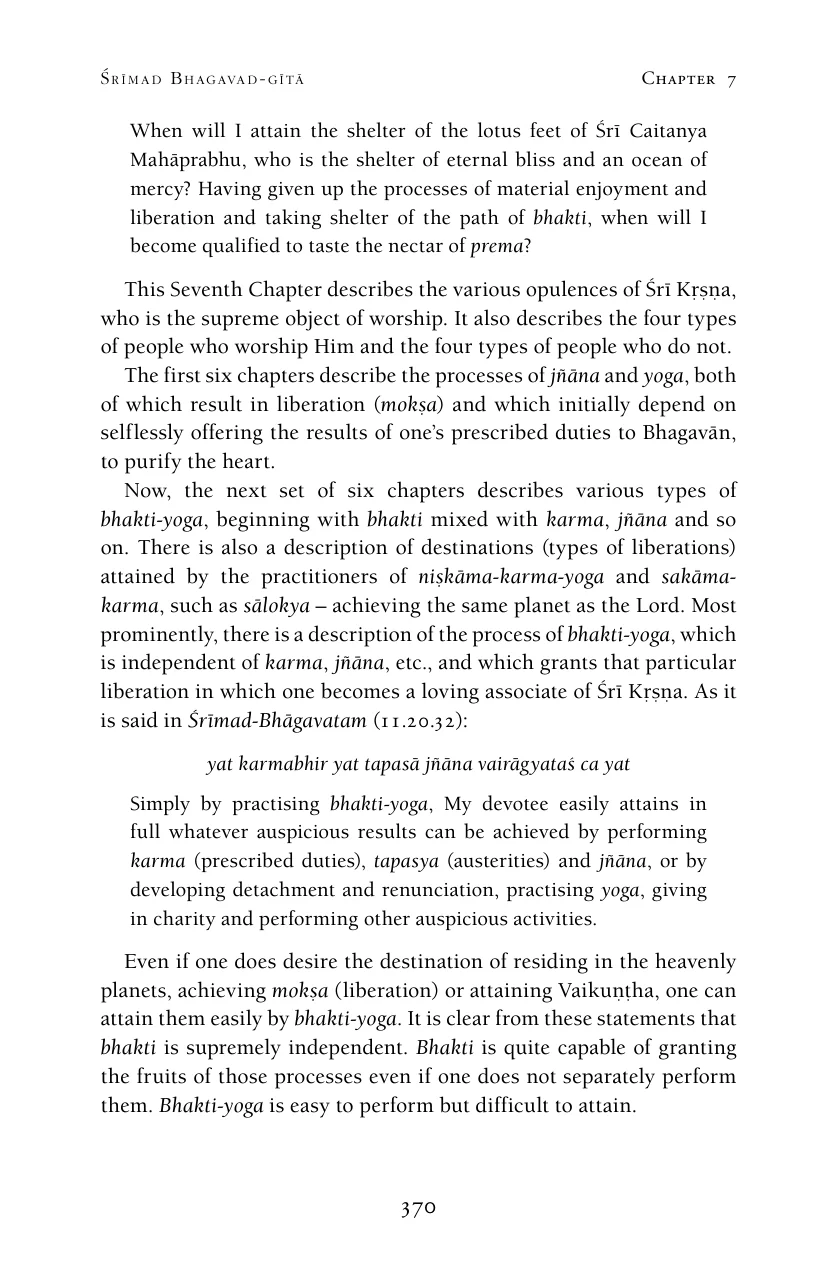 Śrīmad Bhagavad-gītā Chapter 7
When will I attain the shelter of the lotus feet of Śrī Caitanya
Mahāprabhu, who is the shelter of eternal bliss and an ocean of
mercy? Having given up the processes of material enjoyment and
liberation and taking shelter of the path of bhakti, when will I
become qualified to taste the nectar of prema?
This Seventh Chapter describes the various opulences of Śrī Kṛṣṇa,
who is the supreme object of worship. It also describes the four types
of people who worship Him and the four types of people who do not.
The first six chapters describe the processes of jñāna and yoga, both
of which result in liberation (mokṣa) and which initially depend on
selflessly offering the results of one’s prescribed duties to Bhagavān,
to purify the heart.
Now, the next set of six chapters describes various types of
bhakti-yoga, beginning with bhakti mixed with karma, jñāna and so
on. There is also a description of destinations (types of liberations)
attained by the practitioners of niṣkāma-karma-yoga and sakāma-
karma, such as sālokya – achieving the same planet as the Lord. Most
prominently, there is a description of the process of bhakti-yoga, which
is independent of karma, jñāna, etc., and which grants that particular
liberation in which one becomes a loving associate of Śrī Kṛṣṇa. As it
is said in Śrīmad-Bhāgavatam (11.20.32):
yat karmabhir yat tapasā jñāna vairāgyataś ca yat
Simply by practising bhakti-yoga, My devotee easily attains in
full whatever auspicious results can be achieved by performing
karma (prescribed duties), tapasya (austerities) and jñāna, or by
developing detachment and renunciation, practising yoga, giving
in charity and performing other auspicious activities.
Even if one does desire the destination of residing in the heavenly
planets, achieving mokṣa (liberation) or attaining Vaikuṇṭha, one can
attain them easily by bhakti-yoga. It is clear from these statements that
bhakti is supremely independent. Bhakti is quite capable of granting
the fruits of those processes even if one does not separately perform
them. Bhakti-yoga is easy to perform but difficult to attain.
370